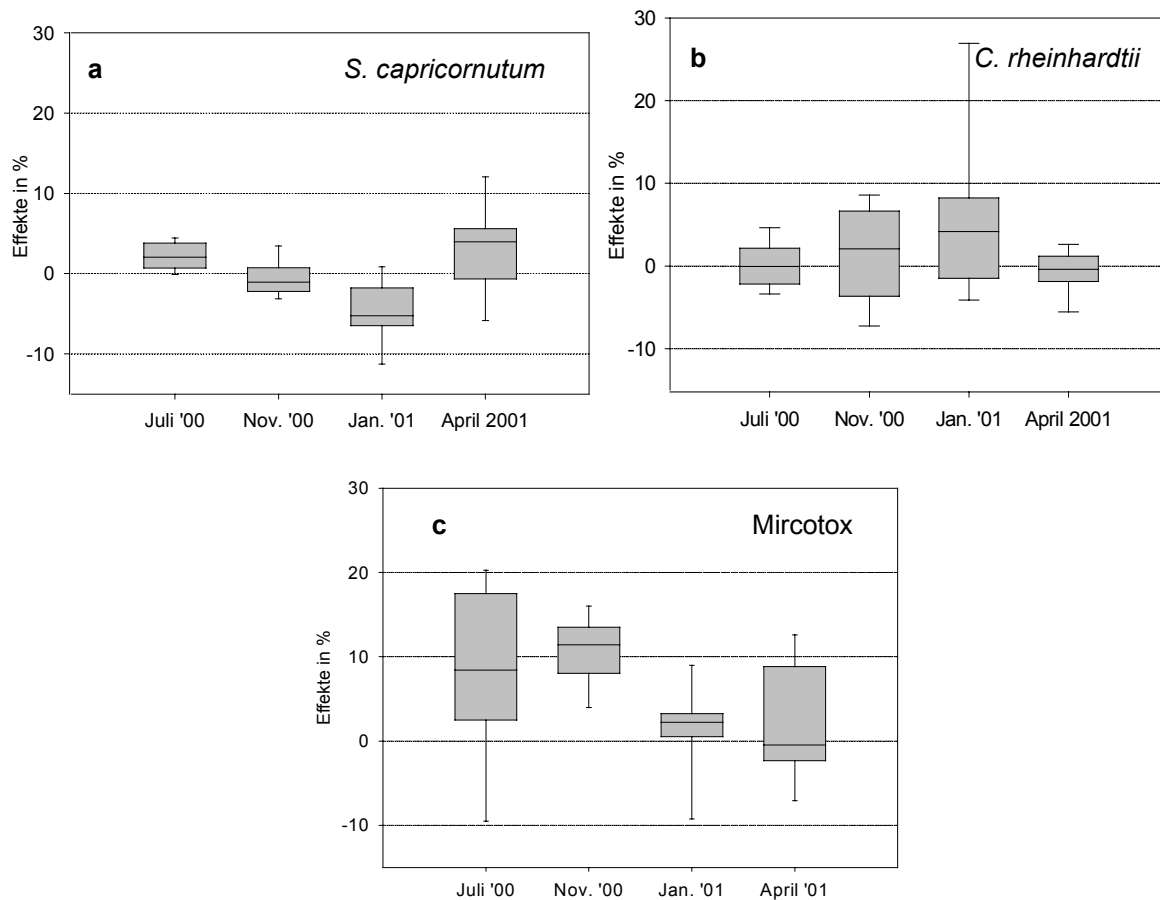 a
S. capricornutum
Effekte in %
30
20
10
0
-10
Juli '00 Nov. '00 Jan. '01 April 2001
b
C. rheinhardtii
Effekte in %
30
20
10
0
-10
Juli '00 Nov. '00 Jan. '01 April 2001
c
Mircotox
Effekte in %
30
20
10
0
-10
Juli '00 Nov. '00 Jan. '01 April '01